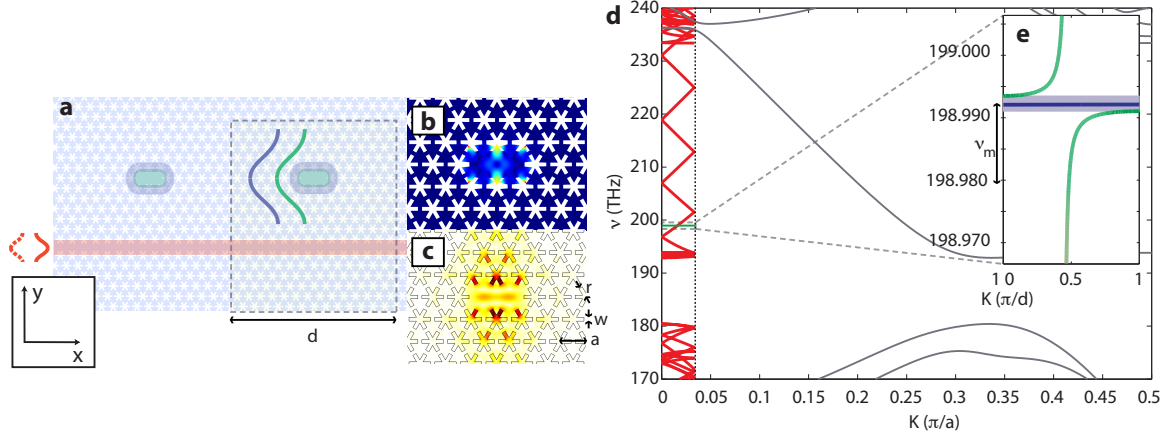 a
y
x
d
b
c
r
w
a
d
ν (THz)
240
230
220
210
200
190
180
170
0
0.05
0.1
0.15
0.2
0.25
0.3
0.35
0.4
0.45
0.5
K (π/a)
e
199.000
198.990
198.980
198.970
νm
0
0.5
1
K (π/d)